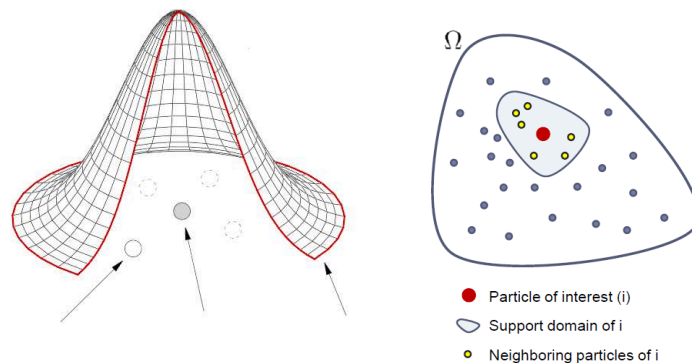 Ω
Particle of interest (i)
Support domain of i
Neighboring particles of i